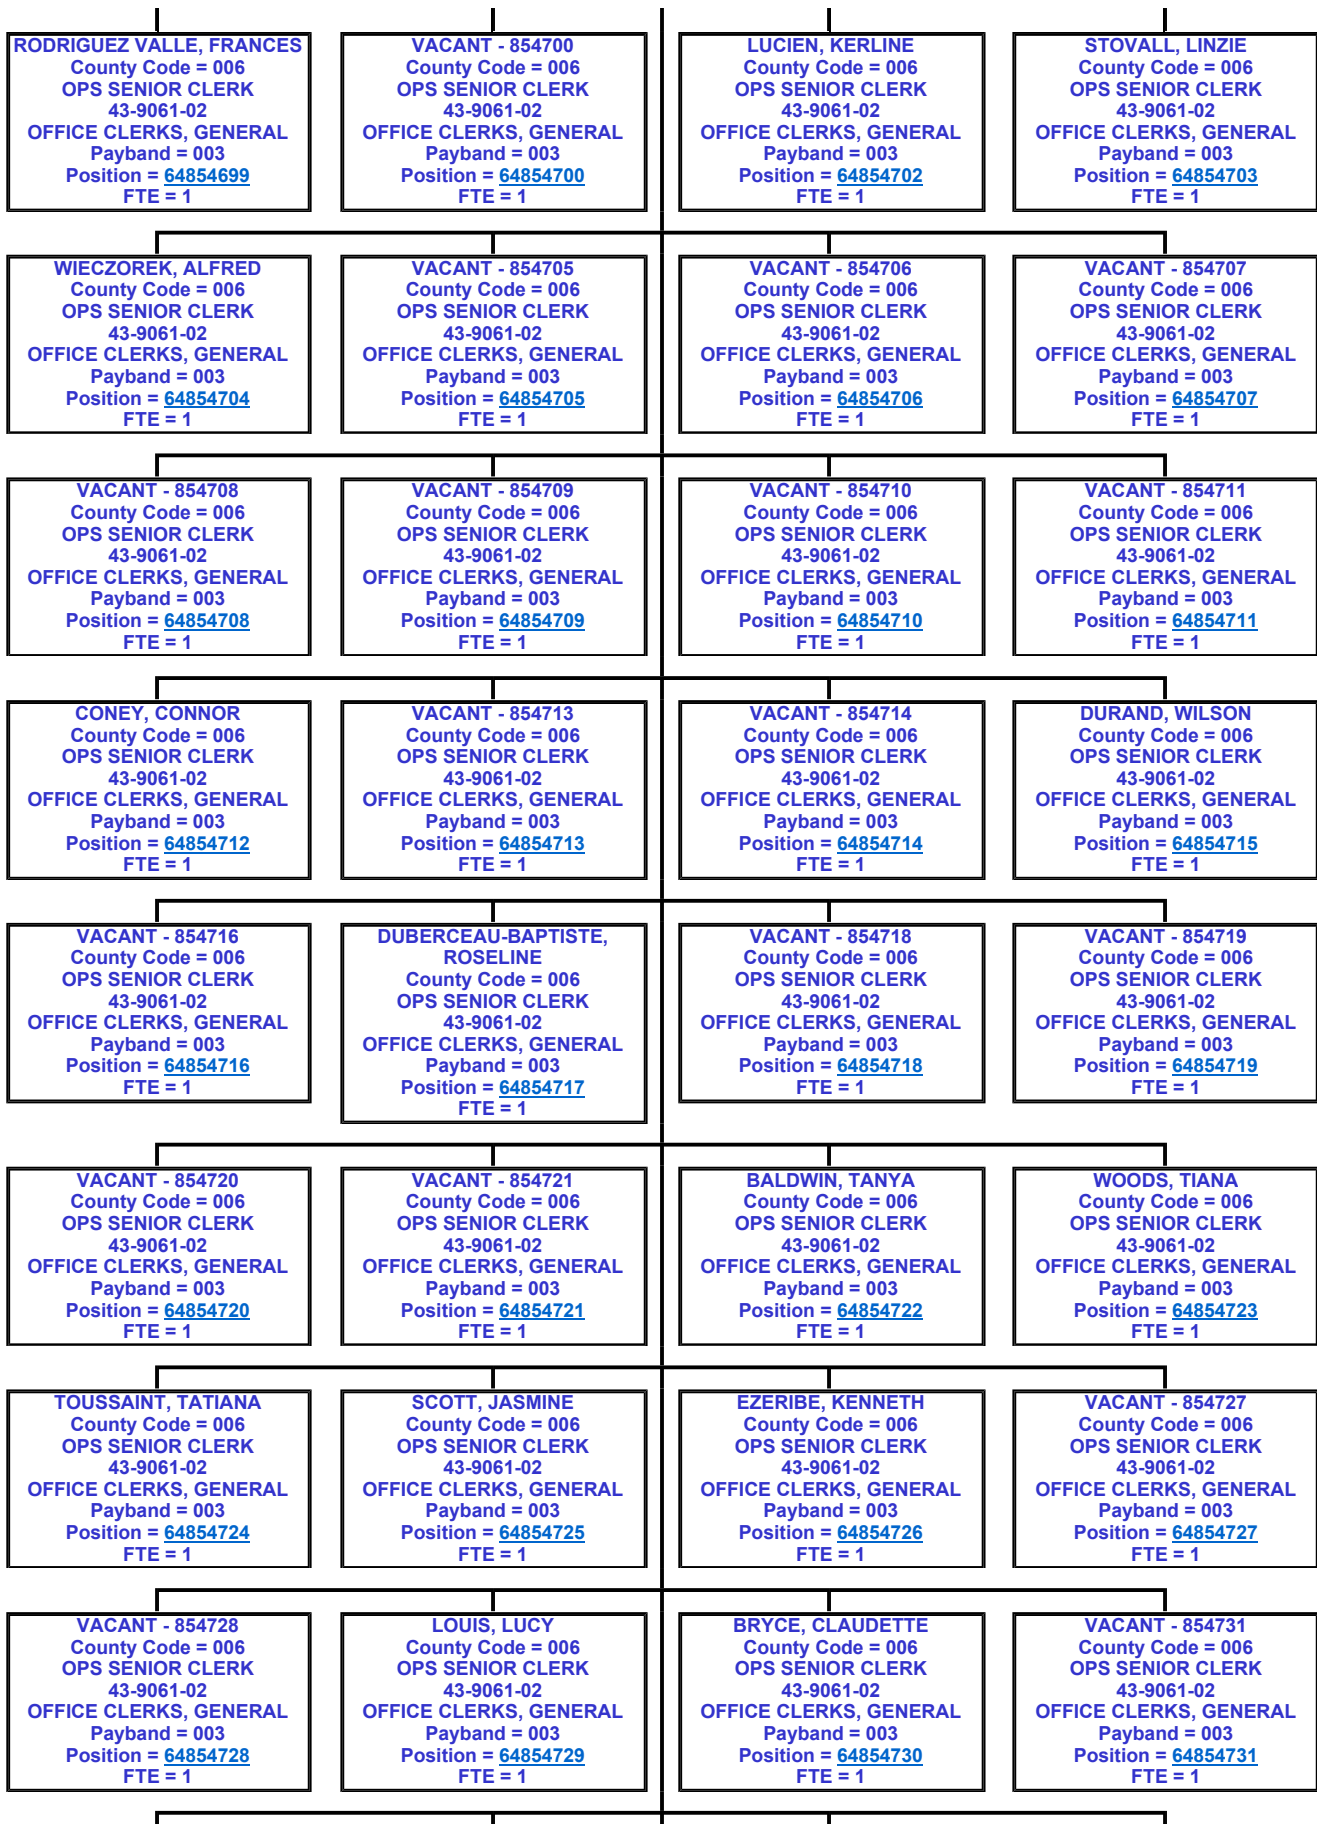 RODRIGUEZ VALLE, FRANCES
County Code = 006
OPS SENIOR CLERK
43-9061-02
OFFICE CLERKS, GENERAL
Payband = 003
Position = 64854699
FTE = 1
VACANT - 854700
County Code = 006
OPS SENIOR CLERK
43-9061-02
OFFICE CLERKS, GENERAL
Payband = 003
Position = 64854700
FTE = 1
LUCIEN, KERLINE
County Code = 006
OPS SENIOR CLERK
43-9061-02
OFFICE CLERKS, GENERAL
Payband = 003
Position = 64854702
FTE = 1
STOVALL, LINZIE
County Code = 006
OPS SENIOR CLERK
43-9061-02
OFFICE CLERKS, GENERAL
Payband = 003
Position = 64854703
FTE = 1
WIECZOREK, ALFRED
County Code = 006
OPS SENIOR CLERK
43-9061-02
OFFICE CLERKS, GENERAL
Payband = 003
Position = 64854704
FTE = 1
VACANT - 854705
County Code = 006
OPS SENIOR CLERK
43-9061-02
OFFICE CLERKS, GENERAL
Payband = 003
Position = 64854705
FTE = 1
VACANT - 854706
County Code = 006
OPS SENIOR CLERK
43-9061-02
OFFICE CLERKS, GENERAL
Payband = 003
Position = 64854706
FTE = 1
VACANT - 854707
County Code = 006
OPS SENIOR CLERK
43-9061-02
OFFICE CLERKS, GENERAL
Payband = 003
Position = 64854707
FTE = 1
VACANT - 854708
County Code = 006
OPS SENIOR CLERK
43-9061-02
OFFICE CLERKS, GENERAL
Payband = 003
Position = 64854708
FTE = 1
VACANT - 854709
County Code = 006
OPS SENIOR CLERK
43-9061-02
OFFICE CLERKS, GENERAL
Payband = 003
Position = 64854709
FTE = 1
VACANT - 854710
County Code = 006
OPS SENIOR CLERK
43-9061-02
OFFICE CLERKS, GENERAL
Payband = 003
Position = 64854710
FTE = 1
VACANT - 854711
County Code = 006
OPS SENIOR CLERK
43-9061-02
OFFICE CLERKS, GENERAL
Payband = 003
Position = 64854711
FTE = 1
CONEY, CONNOR
County Code = 006
OPS SENIOR CLERK
43-9061-02
OFFICE CLERKS, GENERAL
Payband = 003
Position = 64854712
FTE = 1
VACANT - 854713
County Code = 006
OPS SENIOR CLERK
43-9061-02
OFFICE CLERKS, GENERAL
Payband = 003
Position = 64854713
FTE = 1
VACANT - 854714
County Code = 006
OPS SENIOR CLERK
43-9061-02
OFFICE CLERKS, GENERAL
Payband = 003
Position = 64854714
FTE = 1
DURAND, WILSON
County Code = 006
OPS SENIOR CLERK
43-9061-02
OFFICE CLERKS, GENERAL
Payband = 003
Position = 64854715
FTE = 1
VACANT - 854716
County Code = 006
OPS SENIOR CLERK
43-9061-02
OFFICE CLERKS, GENERAL
Payband = 003
Position = 64854716
FTE = 1
DUBERCEAU-BAPTISTE,
ROSELINE
County Code = 006
OPS SENIOR CLERK
43-9061-02
OFFICE CLERKS, GENERAL
Payband = 003
Position = 64854717
FTE = 1
VACANT - 854718
County Code = 006
OPS SENIOR CLERK
43-9061-02
OFFICE CLERKS, GENERAL
Payband = 003
Position = 64854718
FTE = 1
VACANT - 854719
County Code = 006
OPS SENIOR CLERK
43-9061-02
OFFICE CLERKS, GENERAL
Payband = 003
Position = 64854719
FTE = 1
VACANT - 854720
County Code = 006
OPS SENIOR CLERK
43-9061-02
OFFICE CLERKS, GENERAL
Payband = 003
Position = 64854720
FTE = 1
VACANT - 854721
County Code = 006
OPS SENIOR CLERK
43-9061-02
OFFICE CLERKS, GENERAL
Payband = 003
Position = 64854721
FTE = 1
BALDWIN, TANYA
County Code = 006
OPS SENIOR CLERK
43-9061-02
OFFICE CLERKS, GENERAL
Payband = 003
Position = 64854722
FTE = 1
WOODS, TIANA
County Code = 006
OPS SENIOR CLERK
43-9061-02
OFFICE CLERKS, GENERAL
Payband = 003
Position = 64854723
FTE = 1
TOUSSAINT, TATIANA
County Code = 006
OPS SENIOR CLERK
43-9061-02
OFFICE CLERKS, GENERAL
Payband = 003
Position = 64854724
FTE = 1
SCOTT, JASMINE
County Code = 006
OPS SENIOR CLERK
43-9061-02
OFFICE CLERKS, GENERAL
Payband = 003
Position = 64854725
FTE = 1
EZERIBE, KENNETH
County Code = 006
OPS SENIOR CLERK
43-9061-02
OFFICE CLERKS, GENERAL
Payband = 003
Position = 64854726
FTE = 1
VACANT - 854727
County Code = 006
OPS SENIOR CLERK
43-9061-02
OFFICE CLERKS, GENERAL
Payband = 003
Position = 64854727
FTE = 1
VACANT - 854728
County Code = 006
OPS SENIOR CLERK
43-9061-02
OFFICE CLERKS, GENERAL
Payband = 003
Position = 64854728
FTE = 1
LOUIS, LUCY
County Code = 006
OPS SENIOR CLERK
43-9061-02
OFFICE CLERKS, GENERAL
Payband = 003
Position = 64854729
FTE = 1
BRYCE, CLAUDETTE
County Code = 006
OPS SENIOR CLERK
43-9061-02
OFFICE CLERKS, GENERAL
Payband = 003
Position = 64854730
FTE = 1
VACANT - 854731
County Code = 006
OPS SENIOR CLERK
43-9061-02
OFFICE CLERKS, GENERAL
Payband = 003
Position = 64854731
FTE = 1